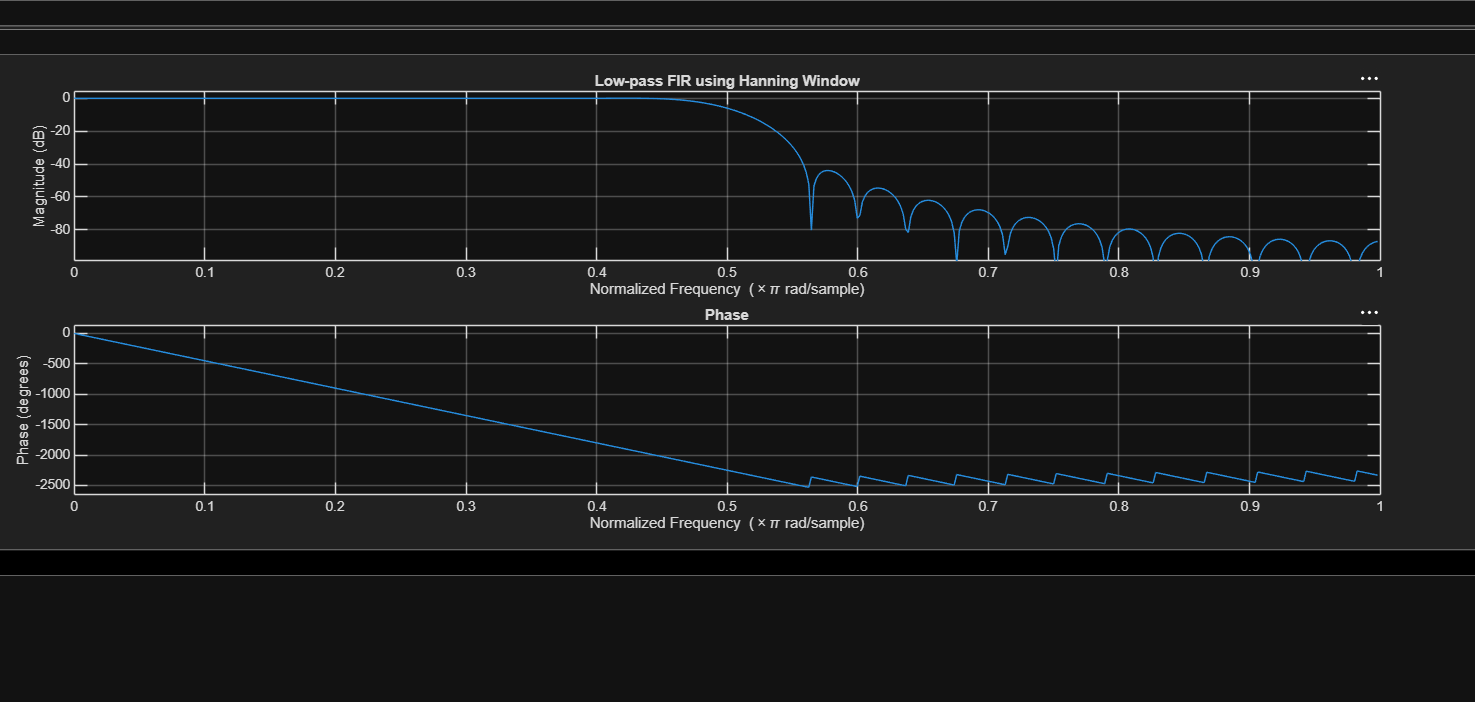 Low-pass FIR using Hanning Window
Magnitude (dB)
0
-20
-40
-60
-80
0 0.1 0.2 0.3 0.4 0.5 0.6 0.7 0.8 0.9 1
Normalized Frequency (× π rad/sample)
Phase
Phase (degrees)
0
-500
-1000
-1500
-2000
-2500
0 0.1 0.2 0.3 0.4 0.5 0.6 0.7 0.8 0.9 1
Normalized Frequency (× π rad/sample)